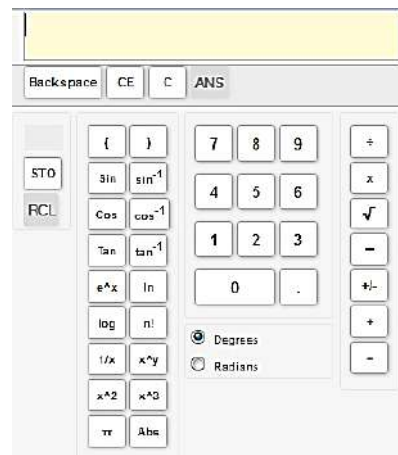 Backspace CE C ANS
( ) 7 8 9 ÷
STO Sin sin^-1 4 5 6 x
RCL Cos cos^-1 √
Tan tan^-1 1 2 3 −
e^x ln 0 . +/-
log n! +
Degrees
1/x x^y Radians
x^2 x^3
π Abs